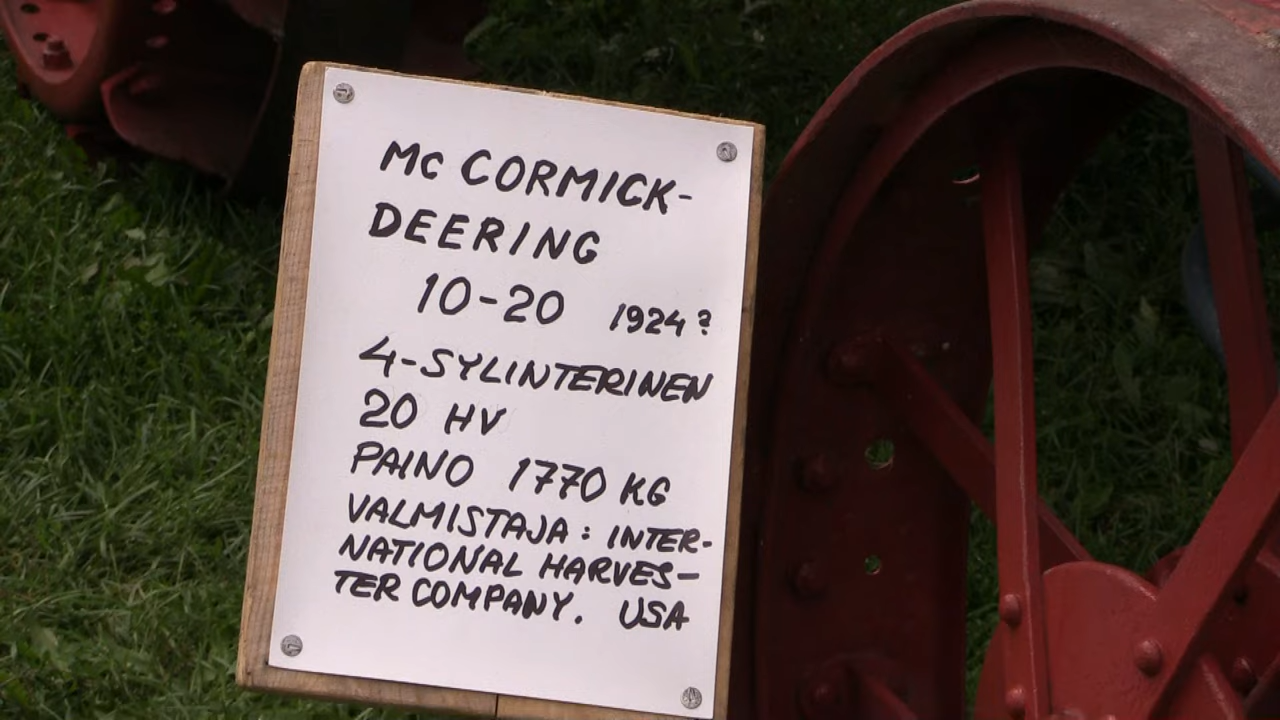 Mc CORMICK-
DEERING
10-20 1924?
4-SYLINTERINEN
20 HV
PAINO 1770 KG
VALMISTAJA: INTER-
NATIONAL HARVES-
TER COMPANY. USA